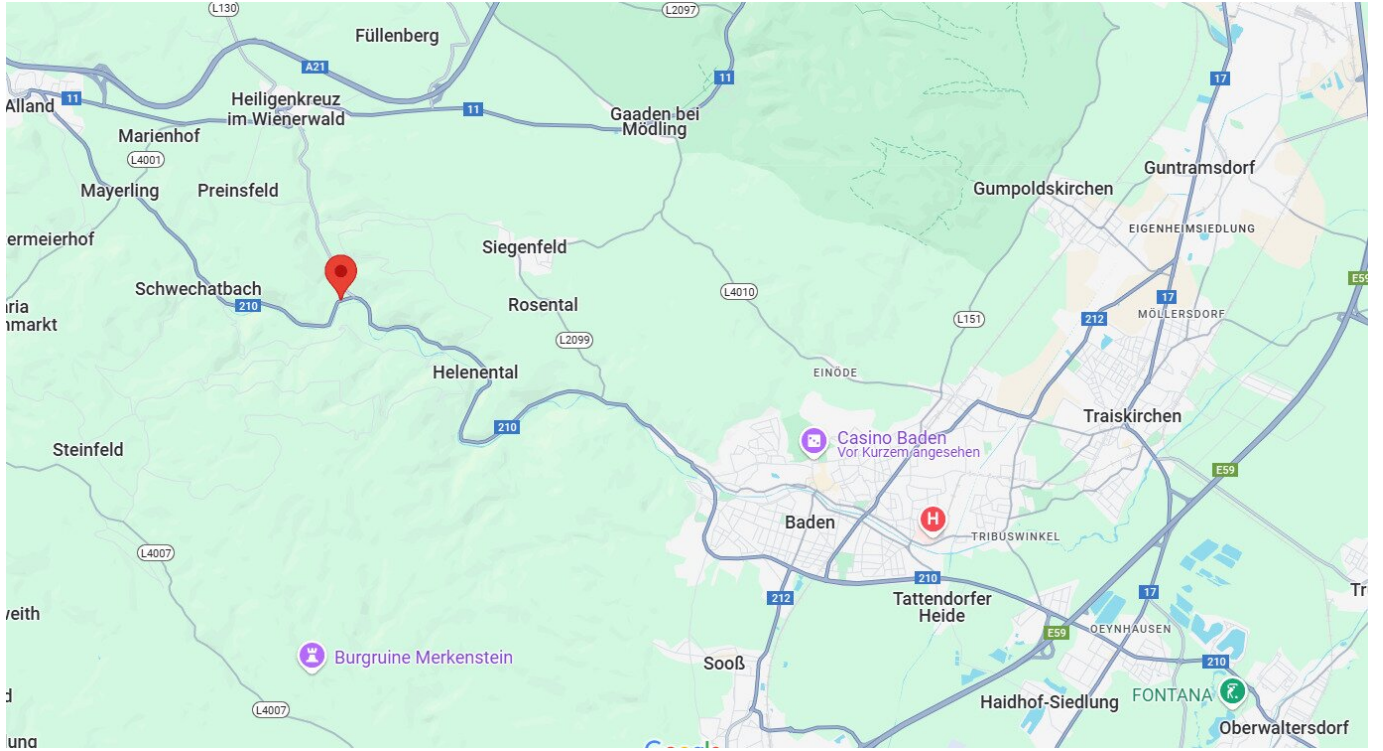 L130
L2097
Füllenberg
A21
11
17
Alland
11
Heiligenkreuz
im Wienerwald
11
Gaaden bei
Mödling
Marienhof
L4001
Guntramsdorf
Mayerling
Preinsfeld
Gumpoldskirchen
EIGENHEIMSIEDLUNG
ermeierhof
Siegenfeld
E59
Schwechatbach
210
L4010
17
Rosental
MÖLLERSDORF
aria
nmarkt
L151
212
L2099
Helenental
EINÖDE
Traiskirchen
210
Casino Baden
Vor Kurzem angesehen
Steinfeld
E59
H
Baden
TRIBUSWINKEL
L4007
210
212
Tattendorfer
Heide
17
Tr
weith
E59
OEYNHAUSEN
Burgruine Merkenstein
Sooß
210
FONTANA
Haidhof-Siedlung
L4007
Oberwaltersdorf
lung
Google